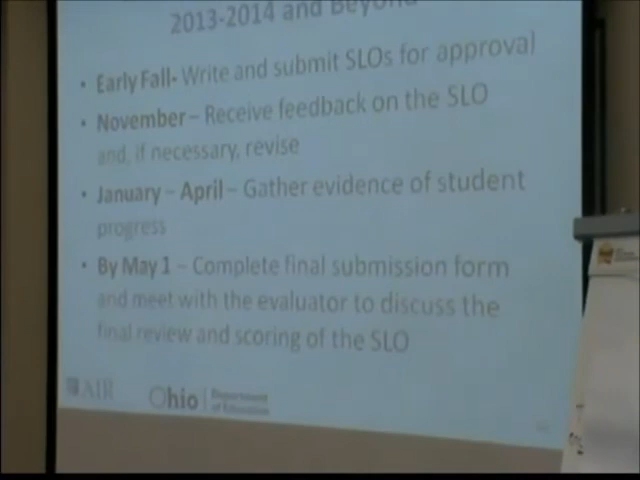 2013-2014 and Beyond
• Early Fall- Write and submit SLOs for approval
• November – Receive feedback on the SLO
and, if necessary, revise
• January – April – Gather evidence of student
progress
• By May 1 – Complete final submission form
and meet with the evaluator to discuss the
final review and scoring of the SLO
AIR
Ohio | Department
of Education